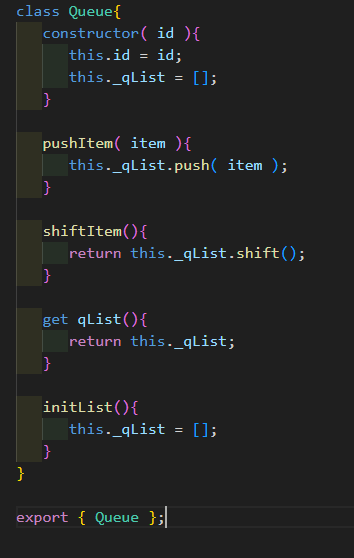 class Queue{
    constructor( id ){
        this.id = id;
        this._qList = [];
    }

    pushItem( item ){
        this._qList.push( item );
    }

    shiftItem(){
        return this._qList.shift();
    }

    get qList(){
        return this._qList;
    }

    initList(){
        this._qList = [];
    }
}

export { Queue };